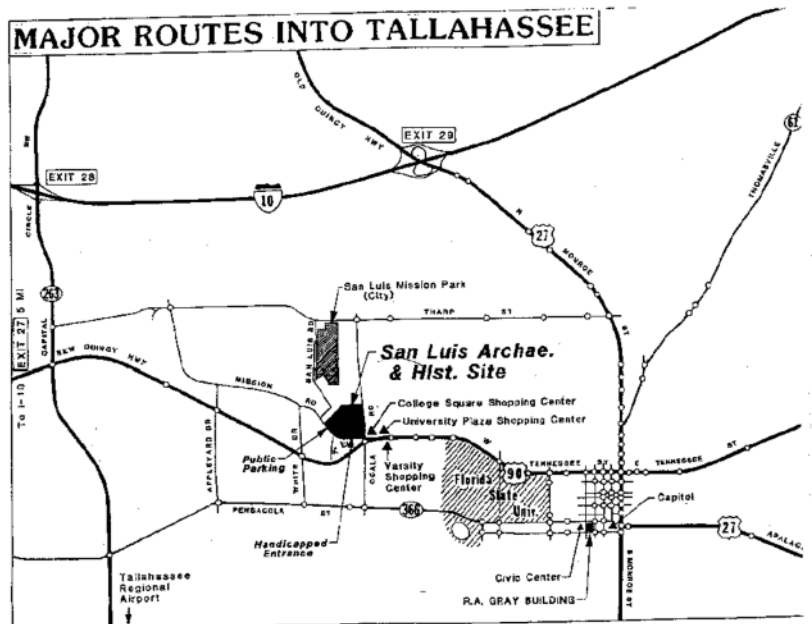 MAJOR ROUTES INTO TALLAHASSEE
OLD QUINCY HWY
EXIT 29
61
THOMASVILLE
NW
EXIT 28
10
CIRCLE
N MONROE ST
27
263
CAPITAL
To I-10 EXIT 27 5 MI
San Luis Mission Park
(City)
THARP ST
SAN LUIS RD
NEW QUINCY HWY
MISSION RD
San Luis Archae.
& Hist. Site
College Square Shopping Center
University Plaza Shopping Center
Public
Parking
OCALA RD
Varsity
Shopping
Center
APPLEYARD DR
White DR
W
90
TENNESSEE
E TENNESSEE ST
Florida
State
Univ.
Capitol
PENSACOLA ST
366
27
APALAC.
Handicapped
Entrance
Civic Center
R.A. GRAY BUILDING
S MONROE ST
Tallahassee
Regional
Airport